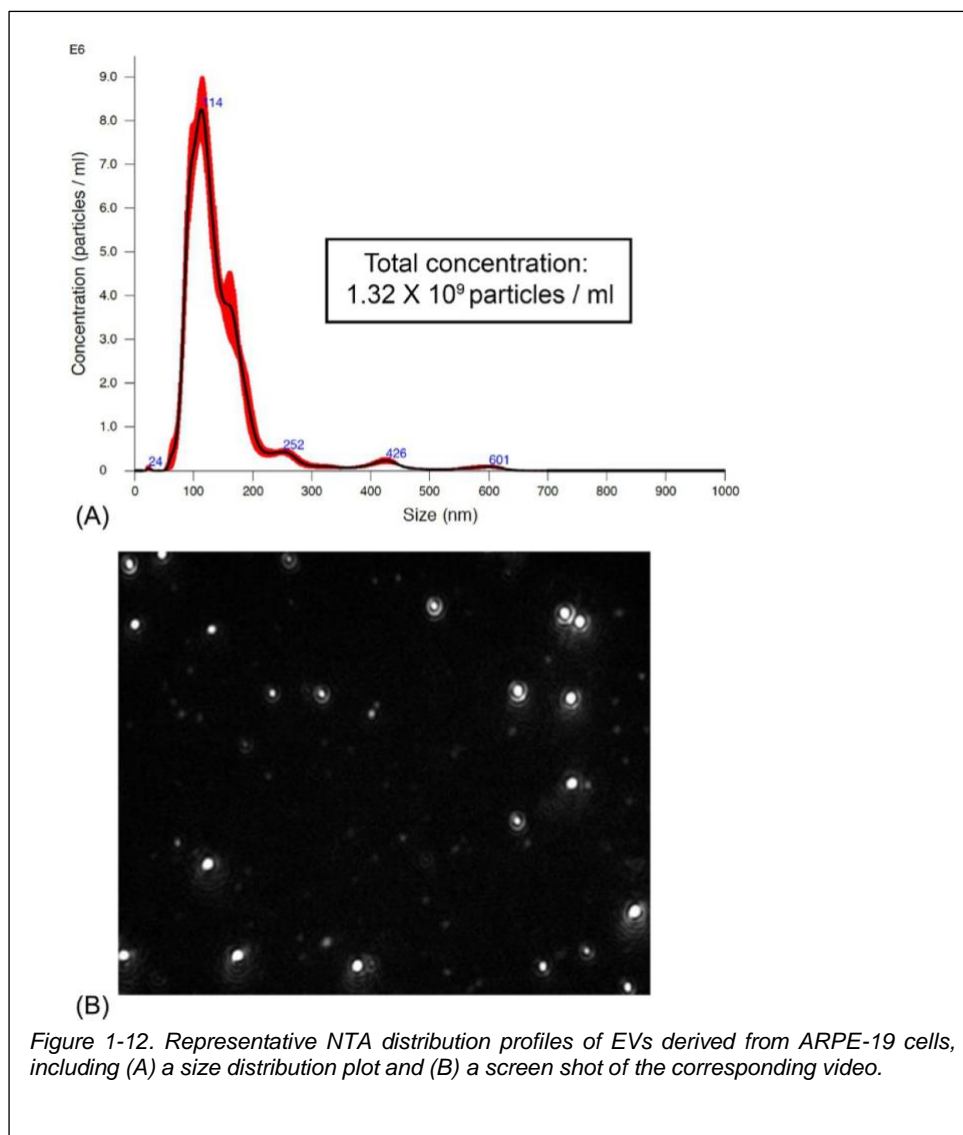 E6
9.0
8.0
7.0
6.0
5.0
4.0
3.0
2.0
1.0
0
Concentration (particles / ml)
114
24
252
426
601
Total concentration:
1.32 X 10⁹ particles / ml
0 100 200 300 400 500 600 700 800 900 1000
Size (nm)
(A)
(B)
Figure 1-12. Representative NTA distribution profiles of EVs derived from ARPE-19 cells,
including (A) a size distribution plot and (B) a screen shot of the corresponding video.